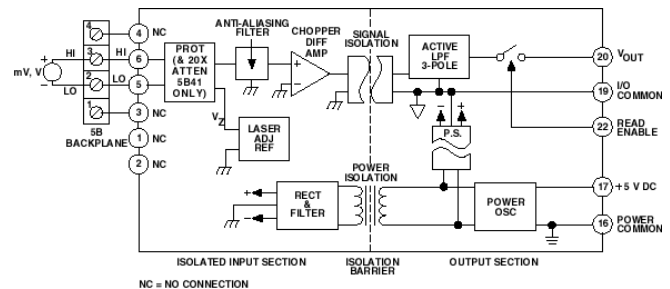 4
NC
ANTI-ALIASING
FILTER
CHOPPER
DIFF
AMP
SIGNAL
ISOLATION
ACTIVE
LPF
3-POLE
20
VOUT
+
mV, V
–
HI
LO
4
3
2
1
5B
BACKPLANE
HI
6
LO
5
PROT
(& 20X
ATTEN
5B41
ONLY)
+
–
19
I/O
COMMON
3
NC
VZ
LASER
ADJ
REF
–
+
P.S.
22
READ
ENABLE
1
NC
2
NC
POWER
ISOLATION
+
–
RECT
&
FILTER
POWER
OSC
17
+5 V DC
16
POWER
COMMON
ISOLATED INPUT SECTION
ISOLATION
BARRIER
OUTPUT SECTION
NC = NO CONNECTION